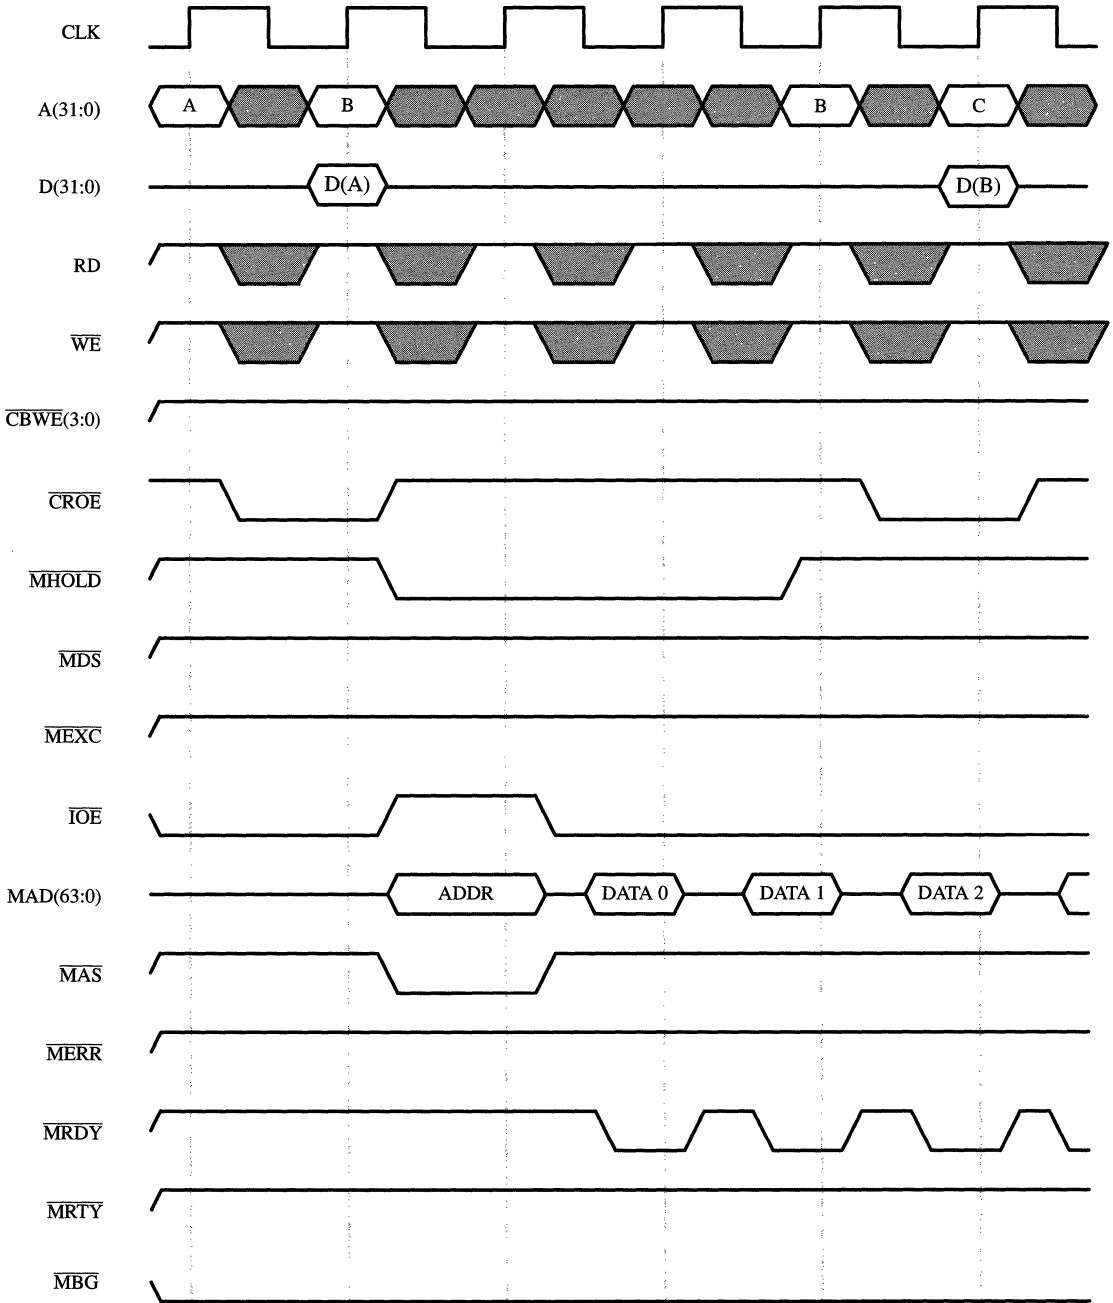 CLK
A(31:0) A B B C
D(31:0) D(A) D(B)
RD
WE
CBWE(3:0)
CROE
MHOLD
MDS
MEXC
IOE
MAD(63:0) ADDR DATA 0 DATA 1 DATA 2
MAS
MERR
MRDY
MRTY
MBG